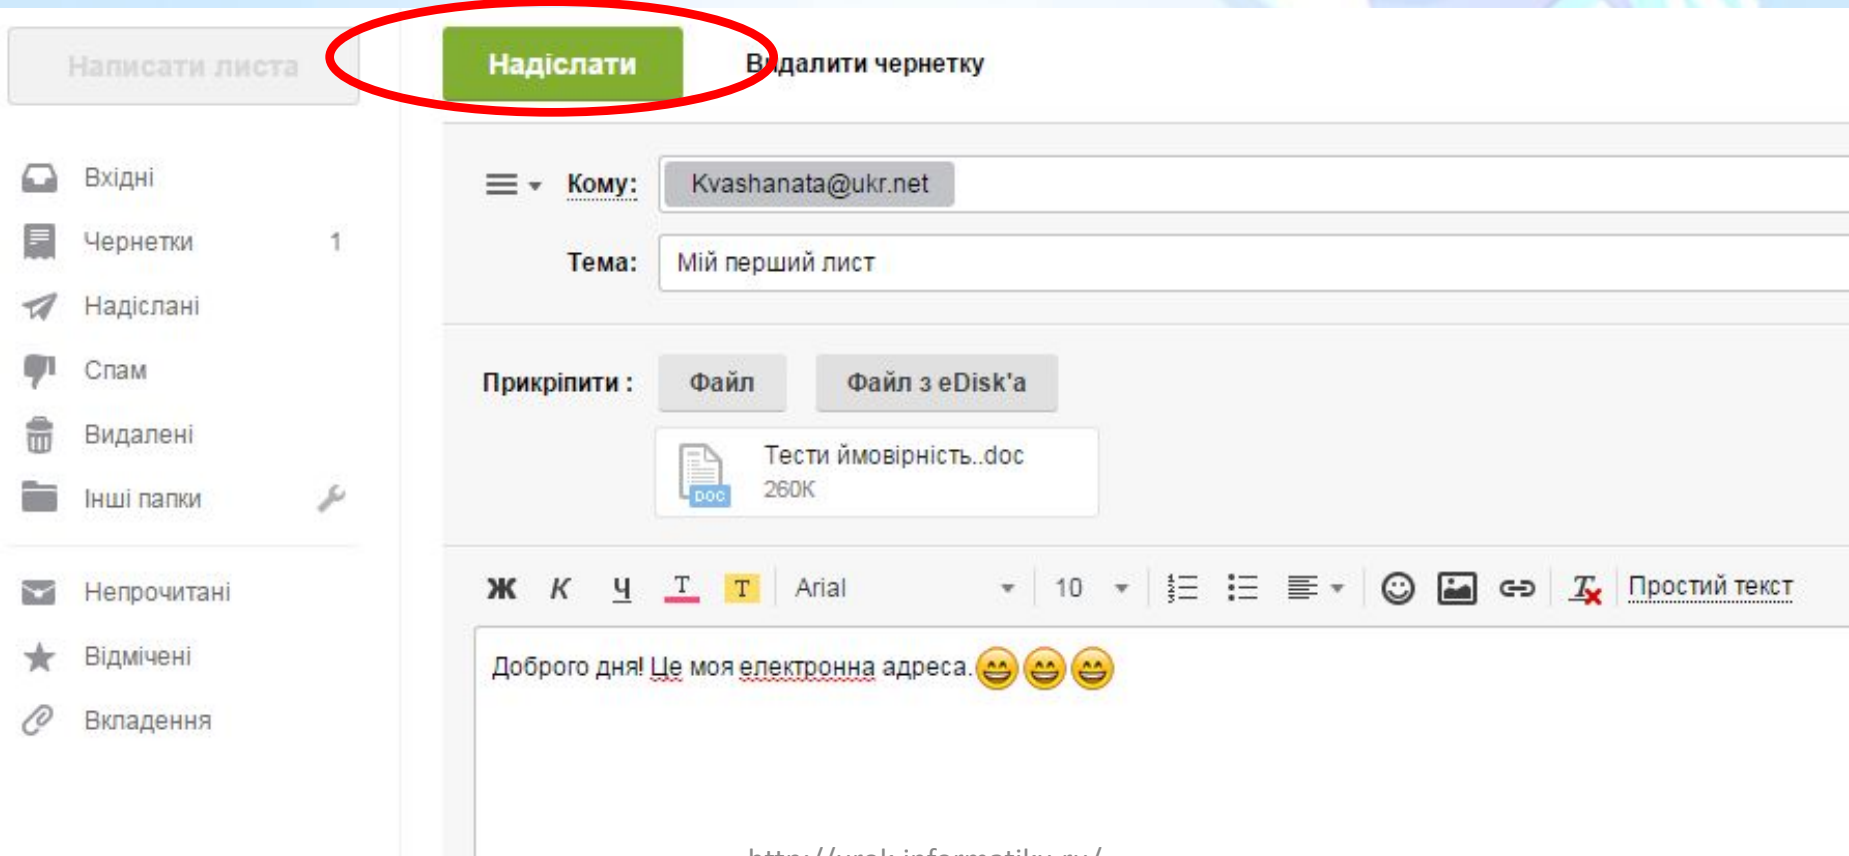 Написати листа
Надіслати Видалити чернетку
Вхідні
Чернетки 1
Надіслані
Спам
Видалені
Інші папки
Непрочитані
Відмічені
Вкладення
Кому: Kvashanata@ukr.net
Тема: Мій перший лист
Прикріпити : Файл Файл з eDisk'а
Тести ймовірність..doc
DOC 260K
Ж К Ч T T Arial 10 Простий текст
Доброго дня! Це моя електронна адреса.